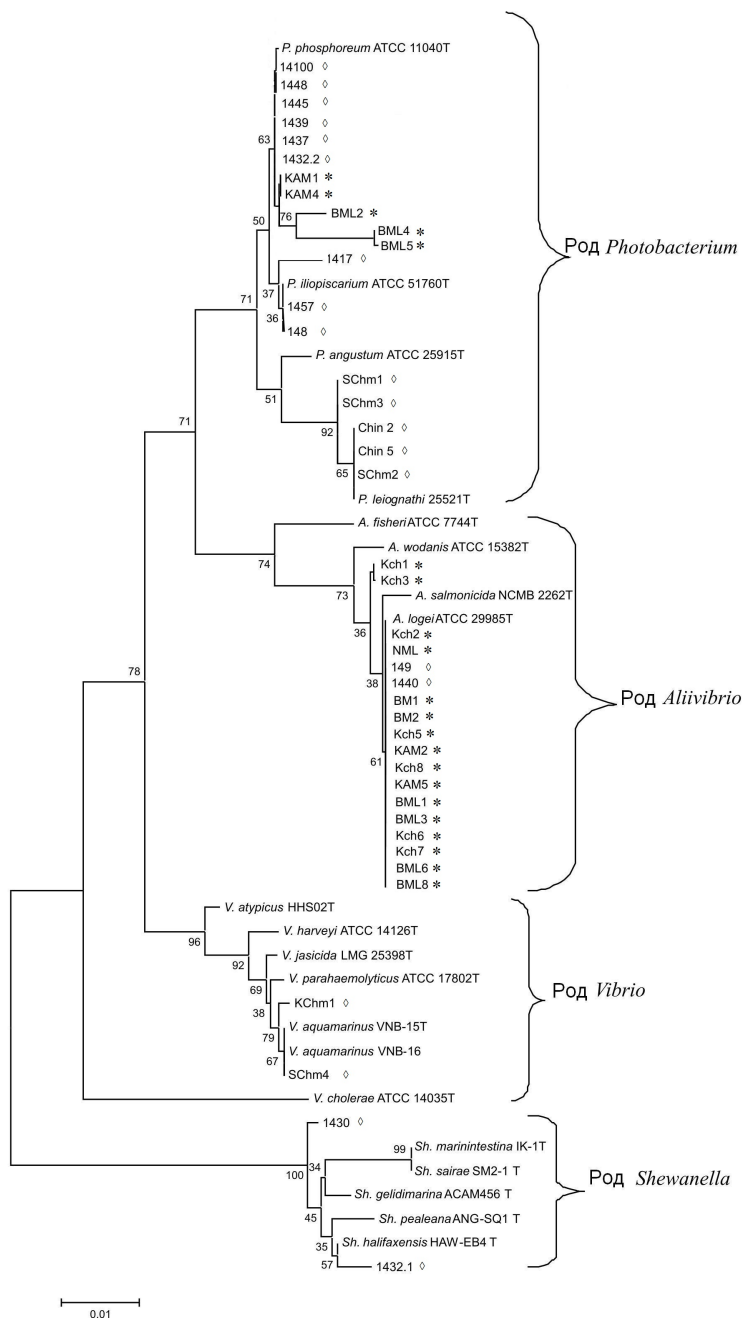 P. phosphoreum ATCC 11040T
14100 ◊
1448 ◊
1445 ◊
1439 ◊
63
1437 ◊
1432.2 ◊
KAM1 *
KAM4 *
76
BML2 *
50
BML4 *
BML5 *
Род Photobacterium
1417 ◊
P. iliopiscarium ATCC 51760T
37
71
1457 ◊
36
148 ◊
P. angustum ATCC 25915T
SChm1 ◊
51
SChm3 ◊
71
Chin 2 ◊
92
Chin 5 ◊
65
SChm2 ◊
P. leiognathi 25521T
A. fisheri ATCC 7744T
A. wodanis ATCC 15382T
74
Kch1 *
Kch3 *
73
A. salmonicida NCMB 2262T
A. logei ATCC 29985T
36
Kch2 *
NML *
149 ◊
78
38
1440 ◊
BM1 *
Род Aliivibrio
BM2 *
Kch5 *
KAM2 *
61
Kch8 *
KAM5 *
BML1 *
BML3 *
Kch6 *
Kch7 *
BML6 *
BML8 *
V. atypicus HHS02T
V. harveyi ATCC 14126T
96
V. jasicida LMG 25398T
92
V. parahaemolyticus ATCC 17802T
69
Род Vibrio
KChm1 ◊
38
V. aquamarinus VNB-15T
79
V. aquamarinus VNB-16
67
SChm4 ◊
V. cholerae ATCC 14035T
1430 ◊
99
Sh. marinintestina IK-1T
34
Sh. sairae SM2-1 T
100
Род Shewanella
Sh. gelidimarina ACAM456 T
45
Sh. pealeana ANG-SQ1 T
35
Sh. halifaxensis HAW-EB4 T
57
1432.1 ◊
0.01